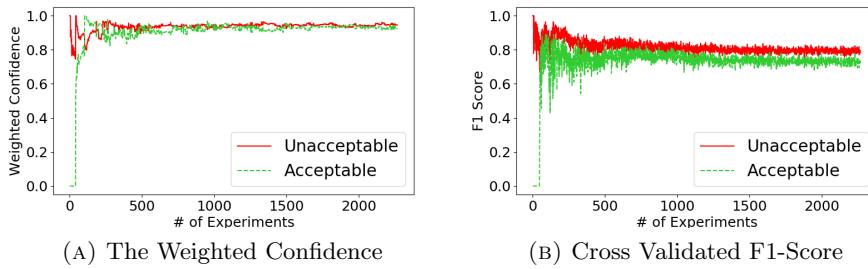 1.0
0.8
0.6
0.4
0.2
0.0
Weighted Confidence
Unacceptable
Acceptable
0 500 1000 1500 2000
# of Experiments
(A) The Weighted Confidence
1.0
0.8
0.6
0.4
0.2
0.0
F1 Score
Unacceptable
Acceptable
0 500 1000 1500 2000
# of Experiments
(B) Cross Validated F1-Score